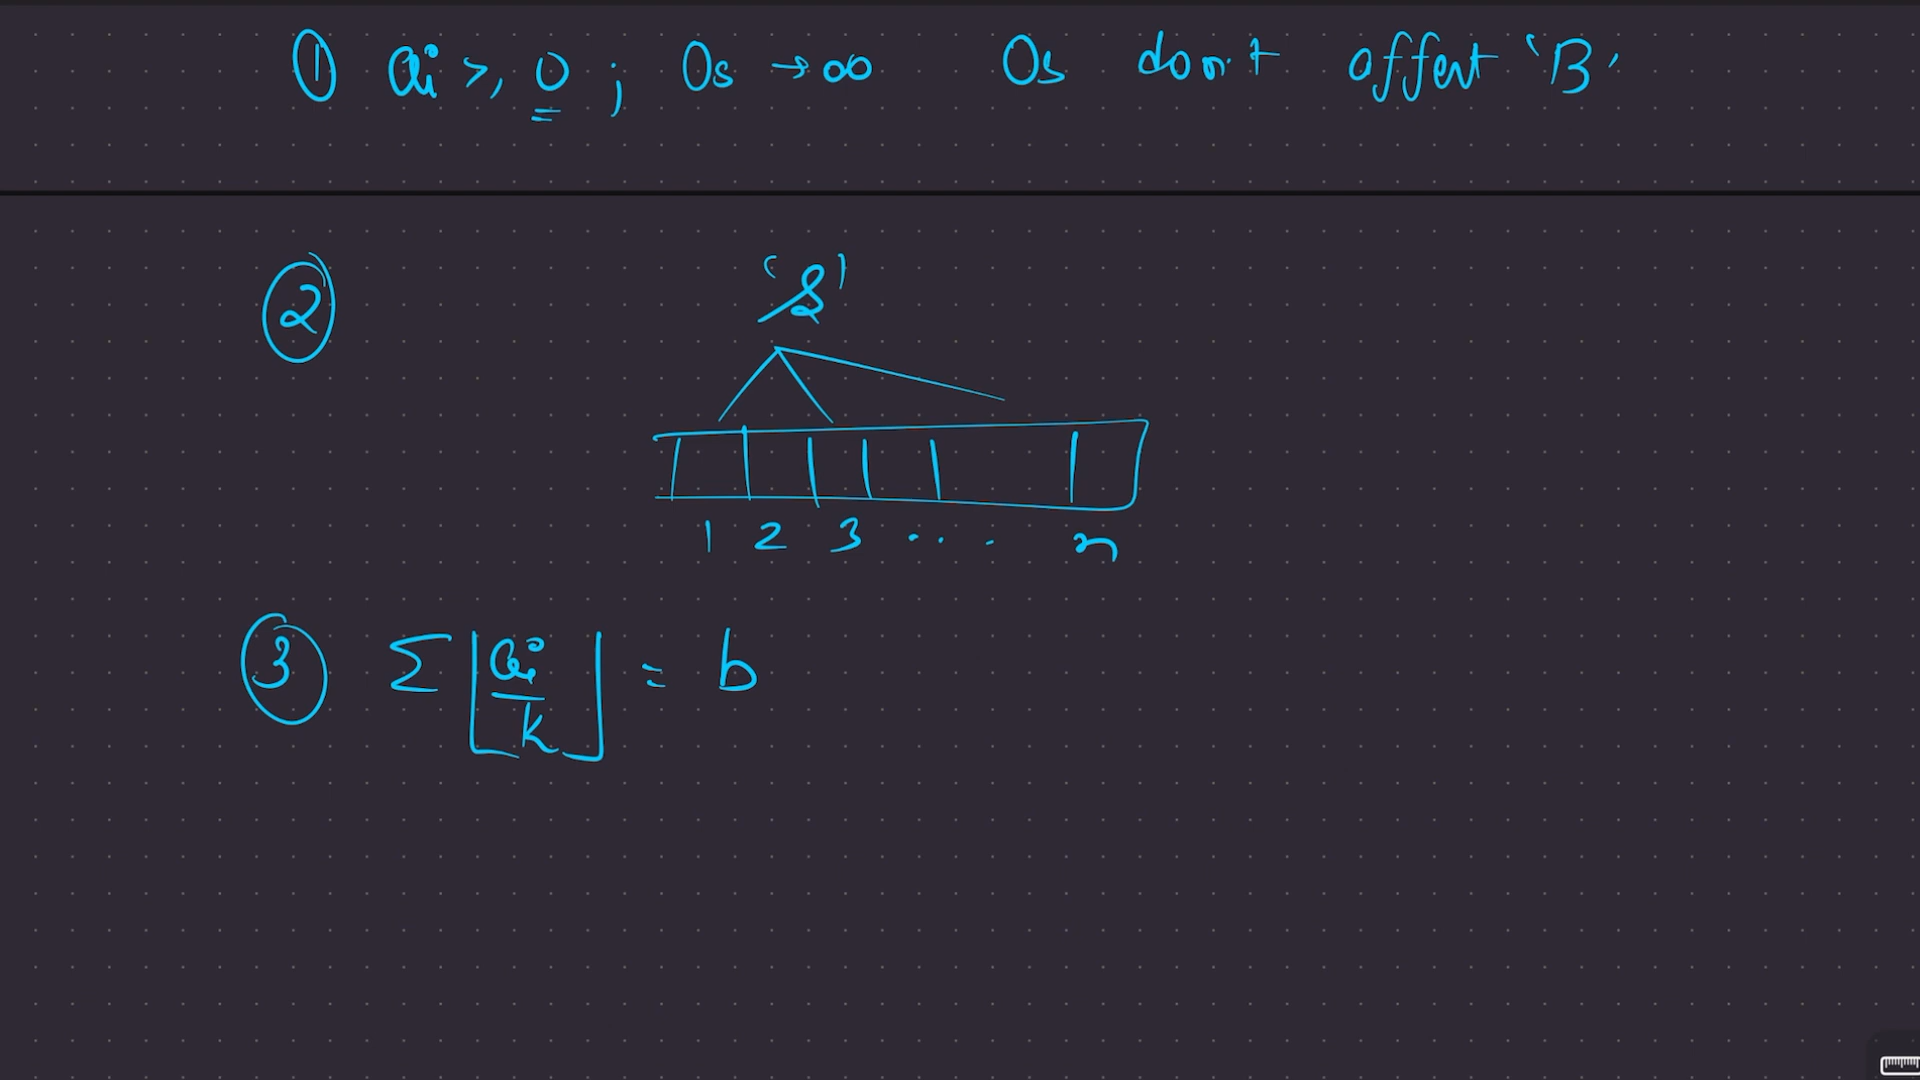 ① ai ≥ 0 ; 0s → ∞ 0s don't affect 'B'
②
'S'
1 2 3 .... n
③ Σ ⌊ai/k⌋ = b